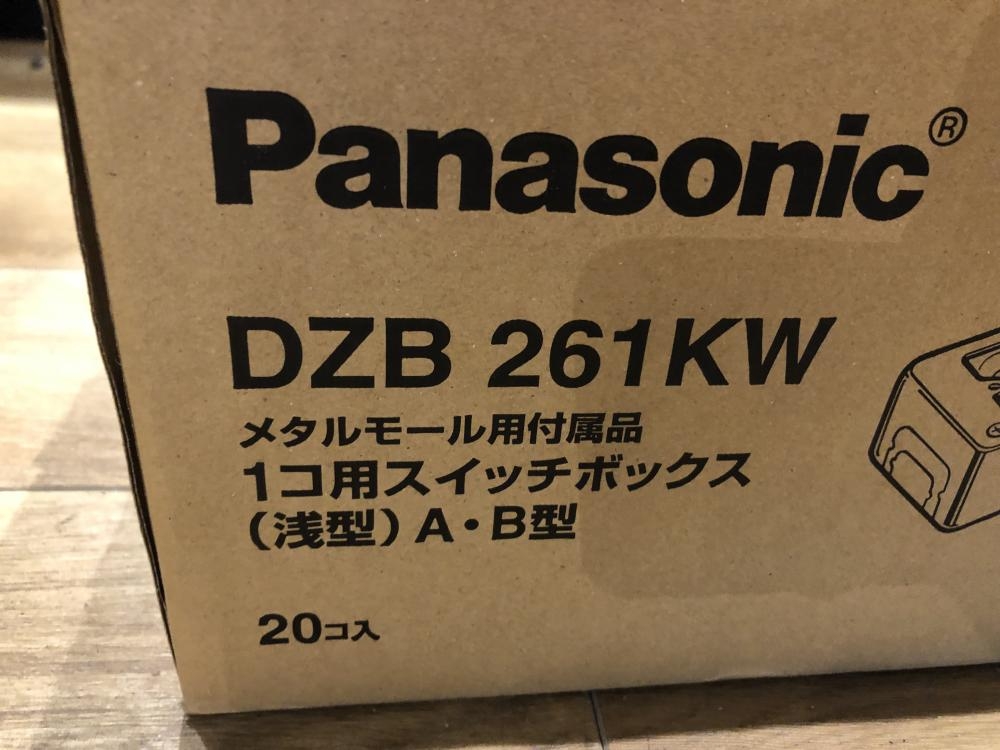 Panasonic®
DZB 261KW
メタルモール用付属品
1コ用スイッチボックス
（浅型）A・B型
20コ入